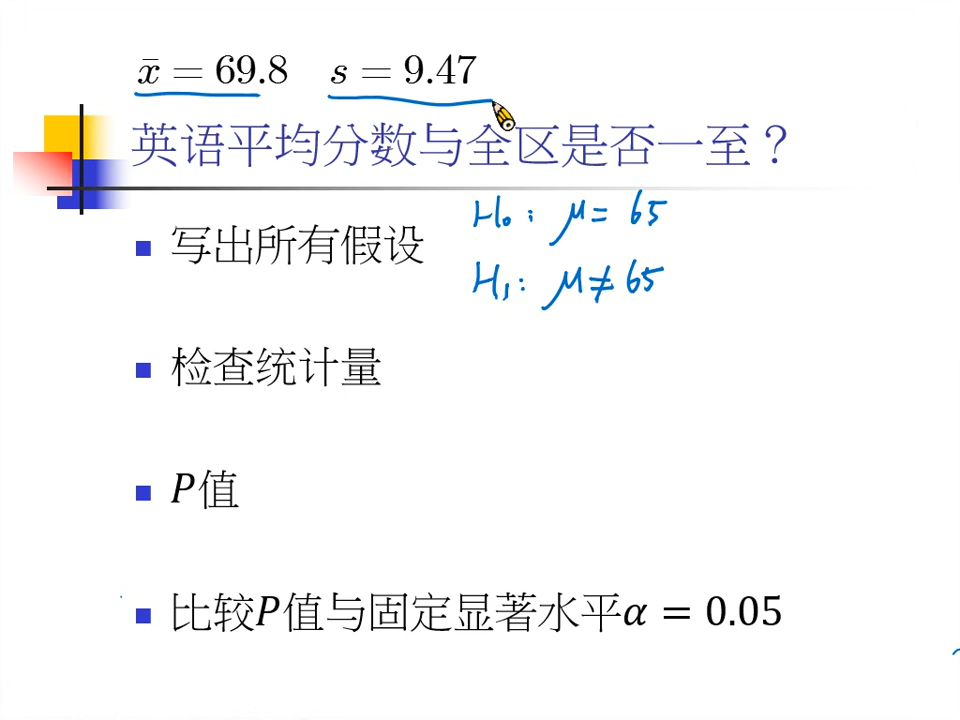 x̄ = 69.8 s = 9.47
英语平均分数与全区是否一至？
写出所有假设
H₀: μ = 65
H₁: μ ≠ 65
检查统计量
P值
比较P值与固定显著水平α = 0.05